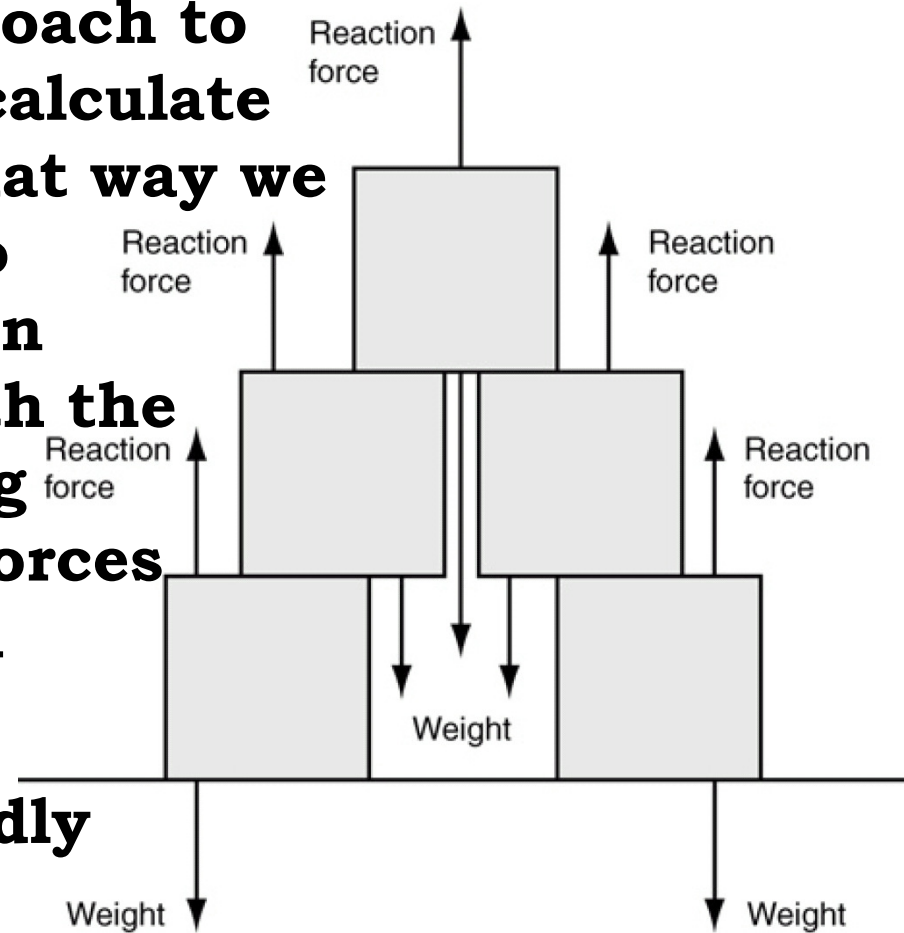 oach to
calculate
at way we
n
h the
g
orces
dly
Reaction
force
Reaction
force
Reaction
force
Reaction
force
Reaction
force
Weight
Weight
Weight